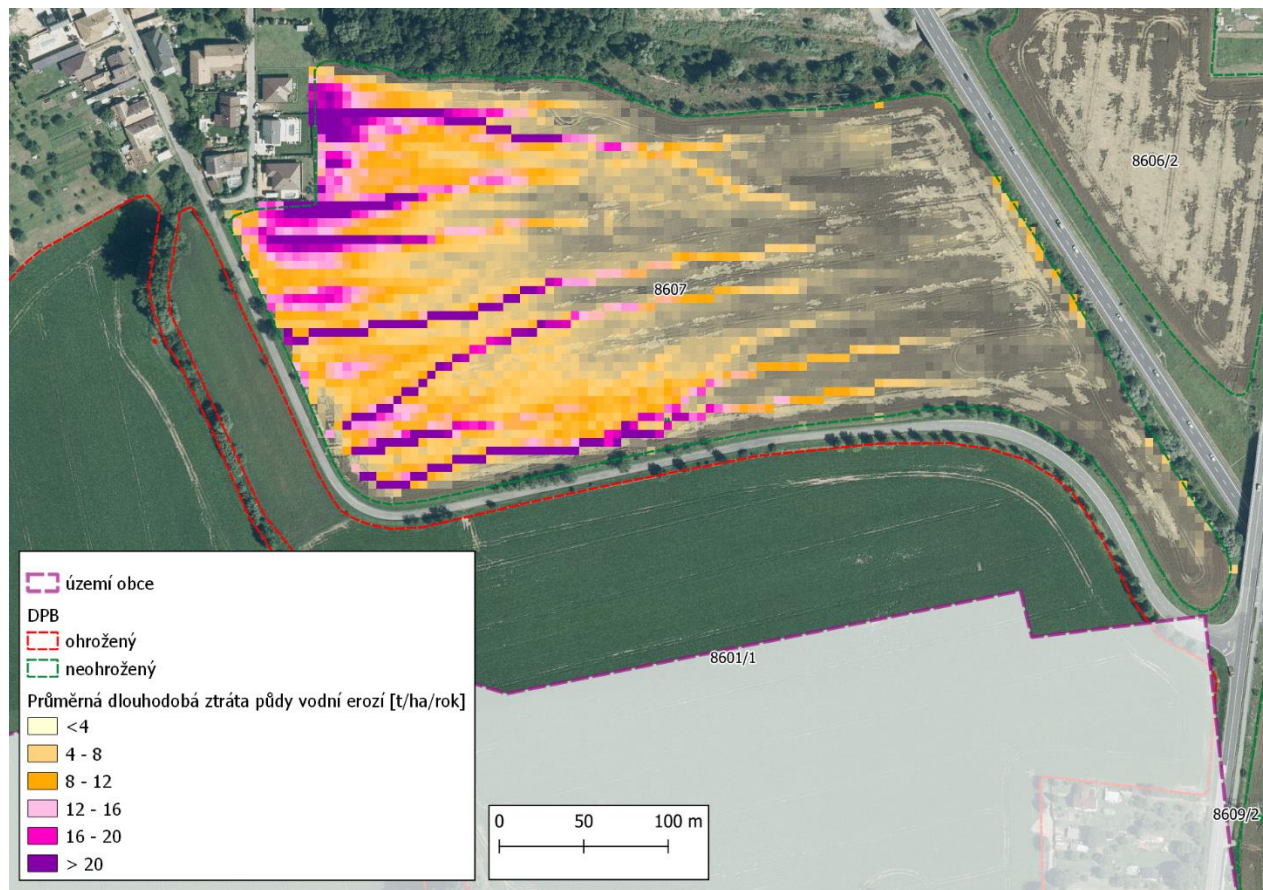 8606/2
8607
8601/1
8609/2
území obce
DPB
ohrožený
neohrožený
Průměrná dlouhodobá ztráta půdy vodní erozí [t/ha/rok]
<4
4 - 8
8 - 12
12 - 16
16 - 20
> 20
0 50 100 m